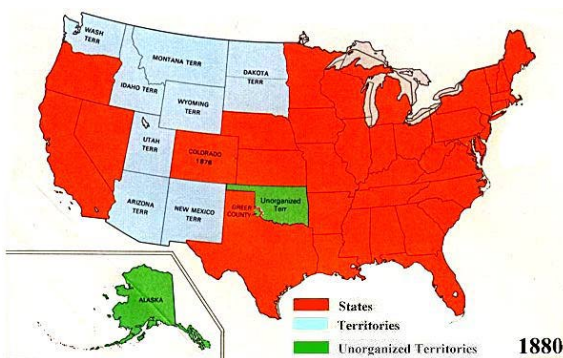 WASH
TERR
MONTANA TERR
DAKOTA
TERR
IDAHO TERR
WYOMING
TERR
UTAH
TERR
COLORADO
1876
ARIZONA
TERR
NEW MEXICO
TERR
GREER
COUNTY
Unorganized
Terr
ALASKA
States
Territories
Unorganized Territories
1880